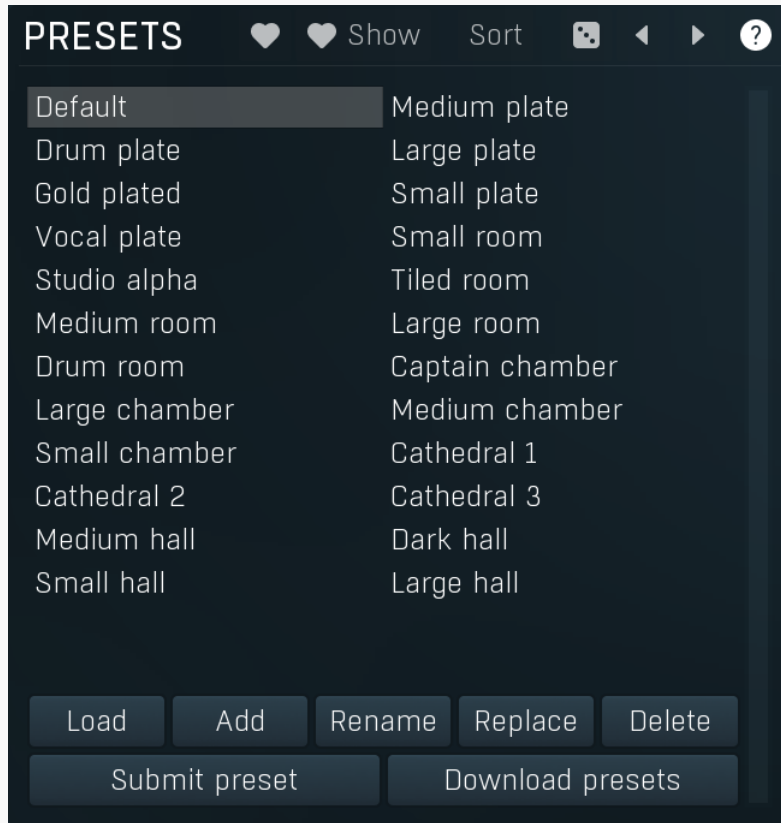 PRESETS Show Sort ?
Default Medium plate
Drum plate Large plate
Gold plated Small plate
Vocal plate Small room
Studio alpha Tiled room
Medium room Large room
Drum room Captain chamber
Large chamber Medium chamber
Small chamber Cathedral 1
Cathedral 2 Cathedral 3
Medium hall Dark hall
Small hall Large hall
Load Add Rename Replace Delete
Submit preset Download presets